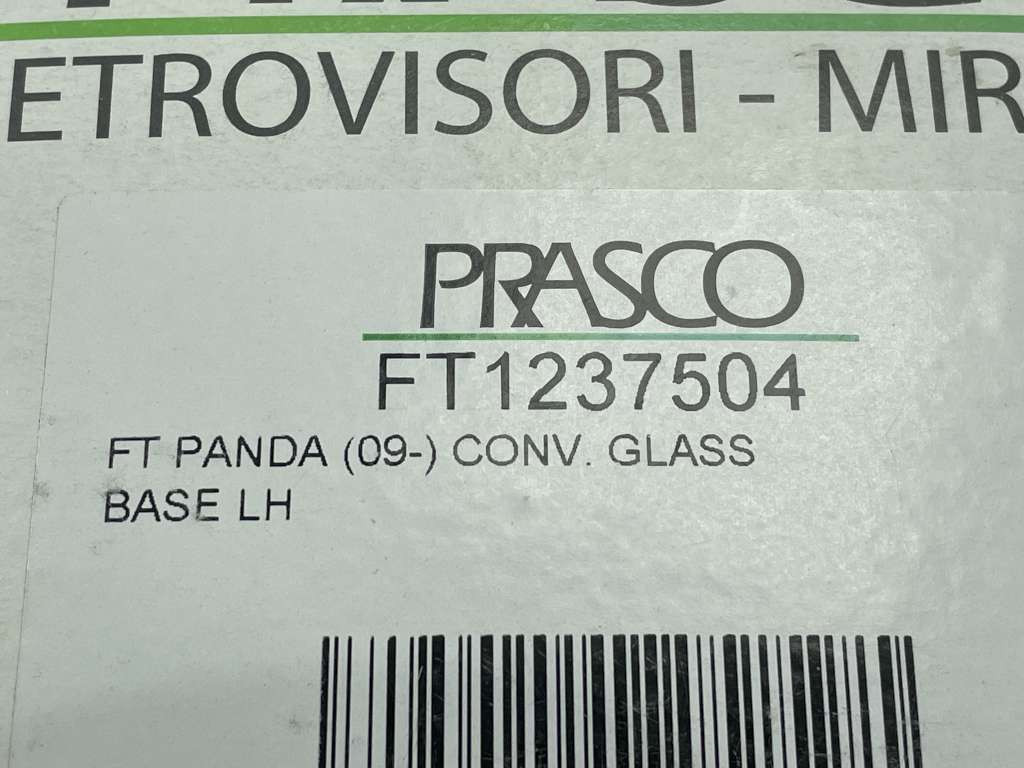 ETROVISORI - MIR
PRASCO
FT1237504
FT PANDA (09-) CONV. GLASS
BASE LH